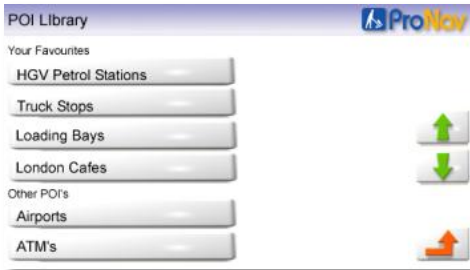 POI LIbrary
ProNav
Your Favourites
HGV Petrol Stations
Truck Stops
Loading Bays
London Cafes
Other POI's
Airports
ATM's